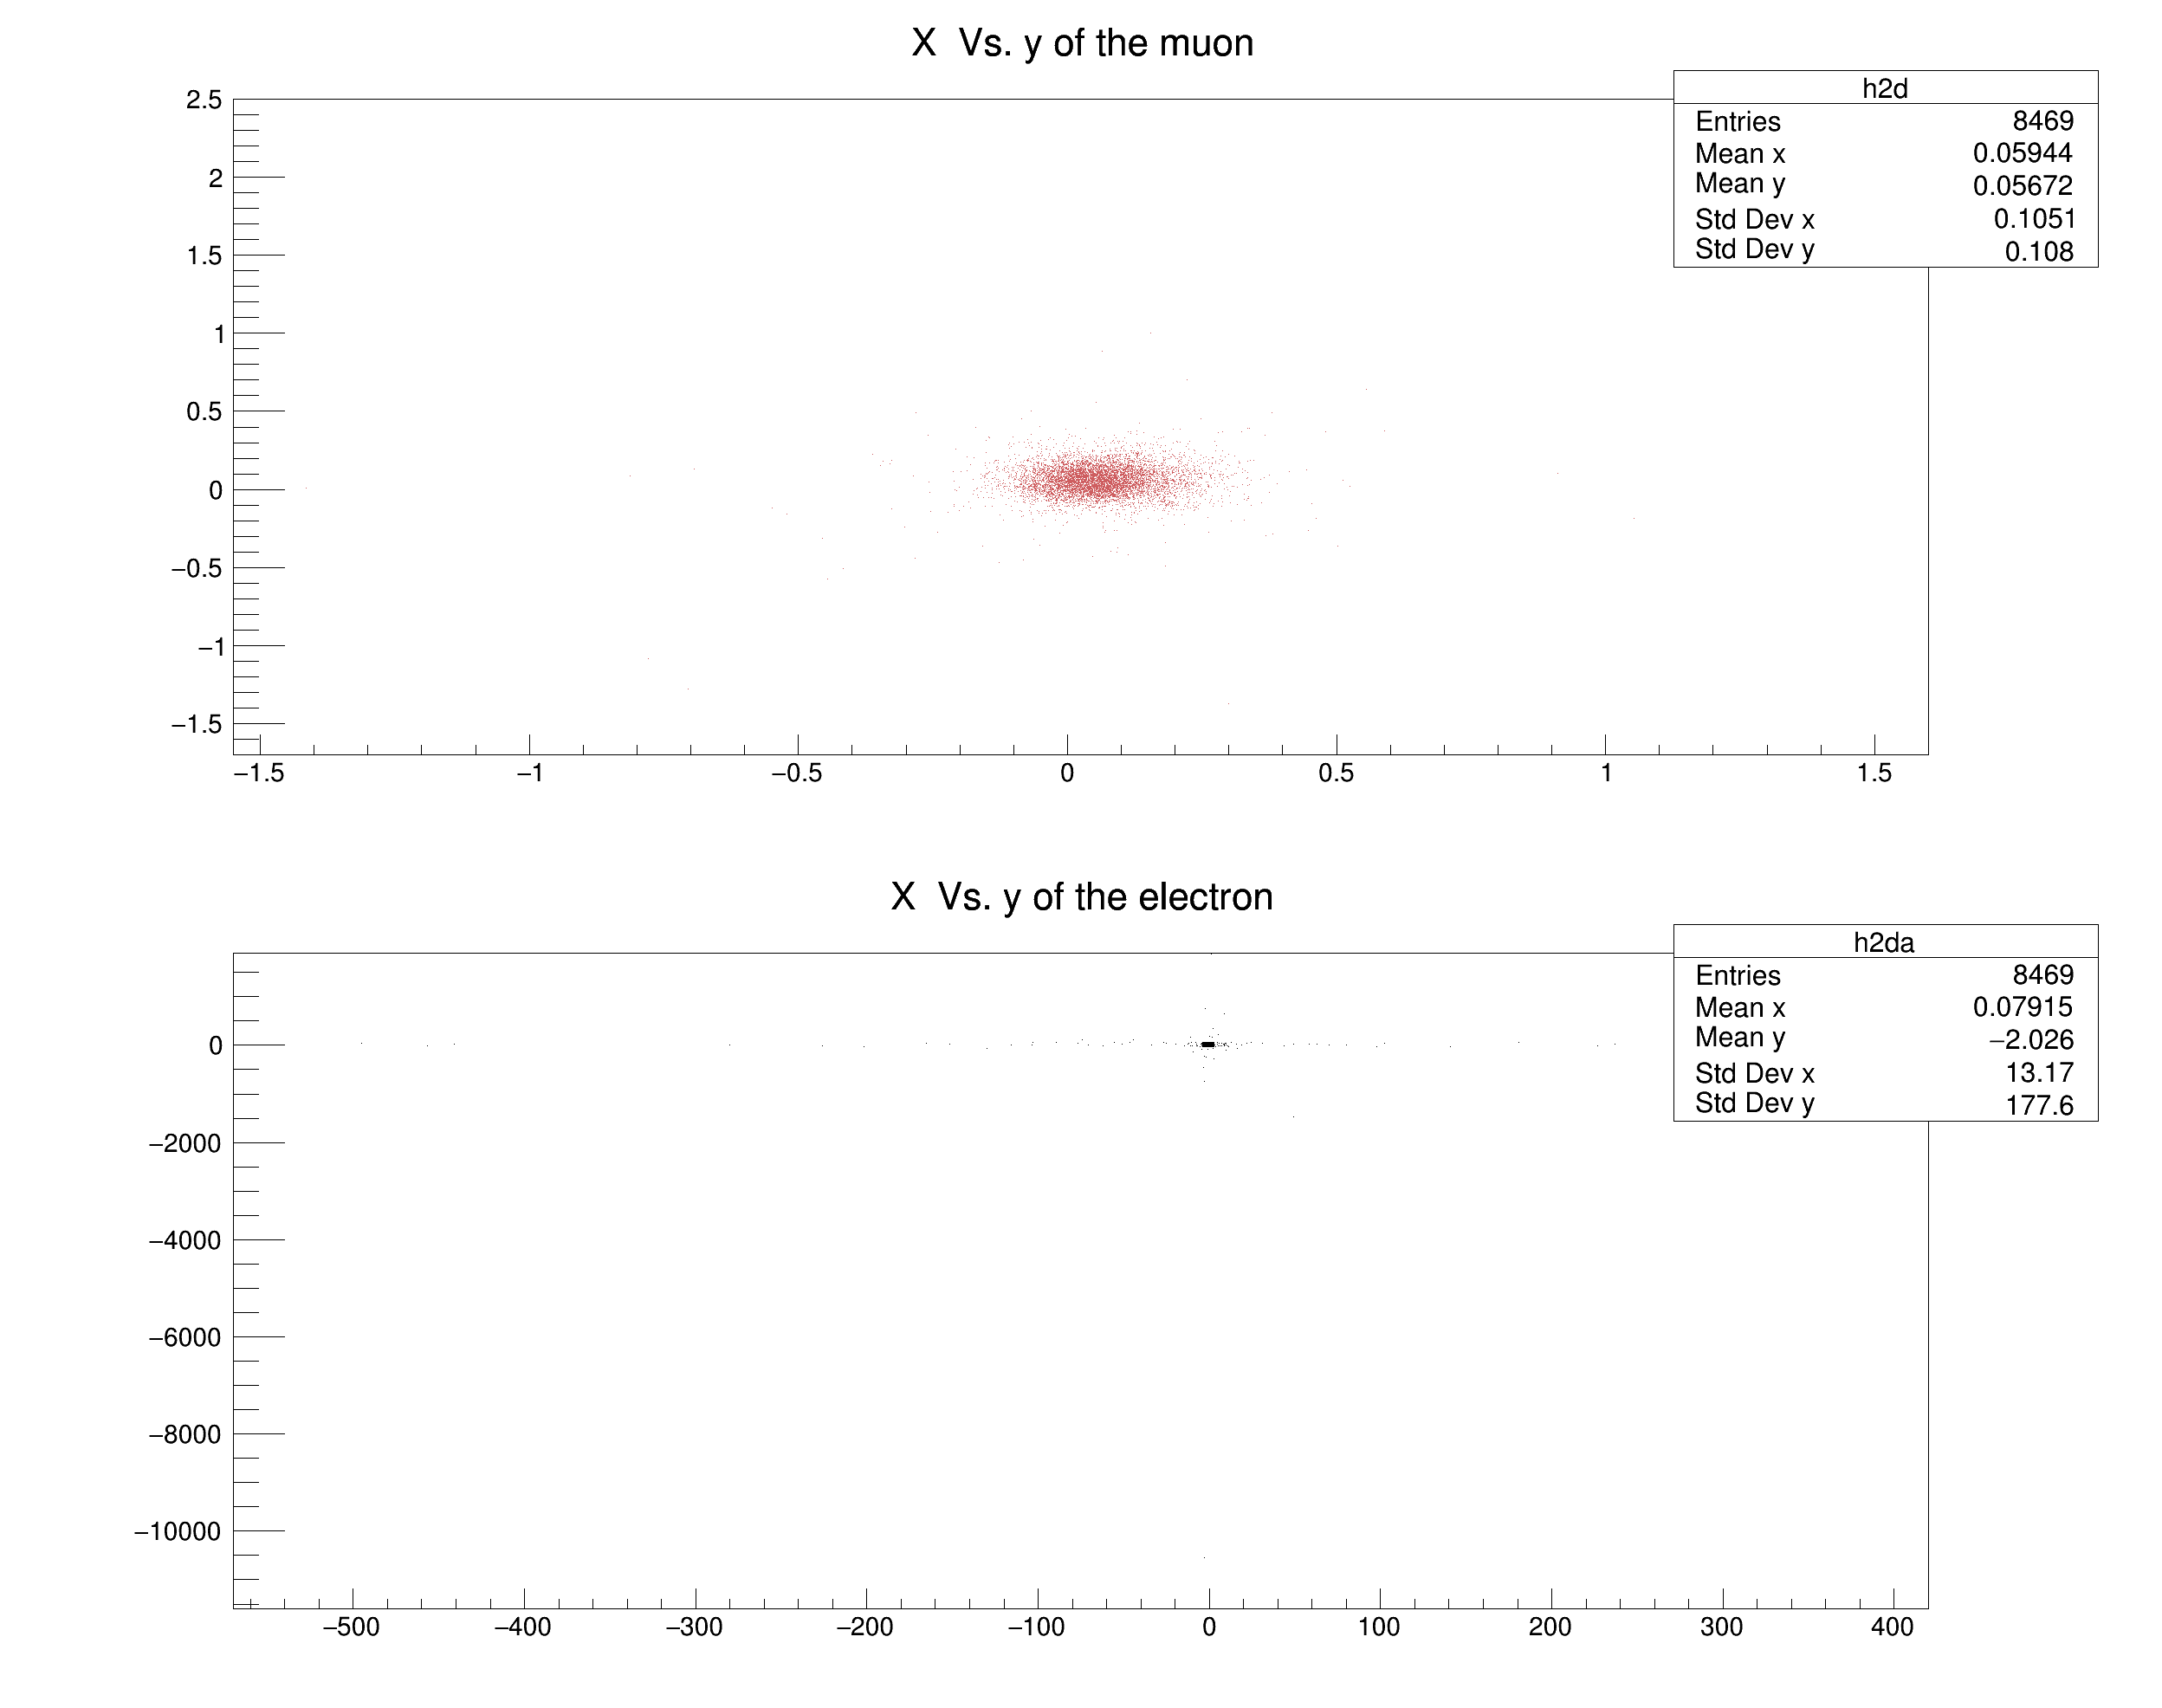 X Vs. y of the muon
h2d
Entries 8469
Mean x 0.05944
Mean y 0.05672
Std Dev x 0.1051
Std Dev y 0.108
2.5
2
1.5
1
0.5
0
−0.5
−1
−1.5
−1.5 −1 −0.5 0 0.5 1 1.5
X Vs. y of the electron
h2da
Entries 8469
Mean x 0.07915
Mean y −2.026
Std Dev x 13.17
Std Dev y 177.6
0
−2000
−4000
−6000
−8000
−10000
−500 −400 −300 −200 −100 0 100 200 300 400